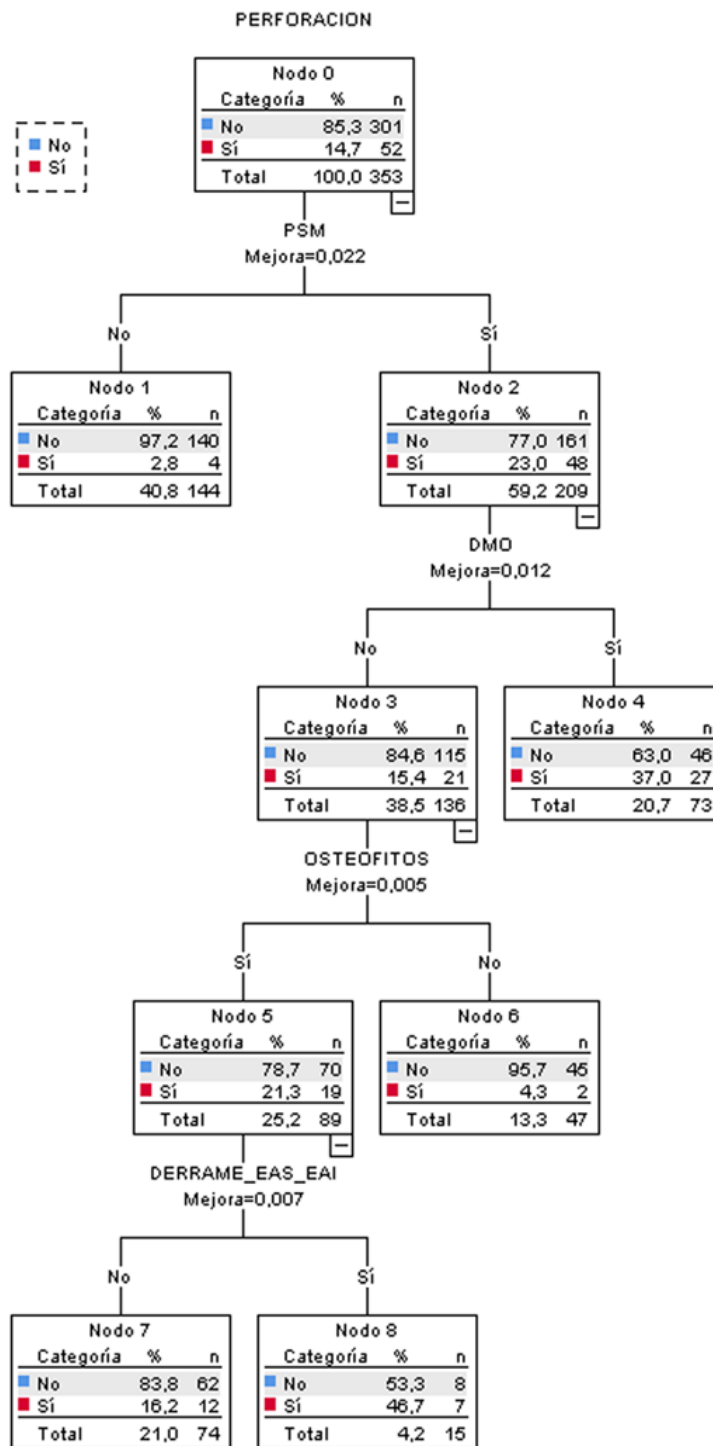 PERFORACION
No
Sí
Nodo 0
Categoría % n
No 85,3 301
Sí 14,7 52
Total 100,0 353
PSM
Mejora=0,022
No
Sí
Nodo 1
Categoría % n
No 97,2 140
Sí 2,8 4
Total 40,8 144
Nodo 2
Categoría % n
No 77,0 161
Sí 23,0 48
Total 59,2 209
DMO
Mejora=0,012
No
Sí
Nodo 3
Categoría % n
No 84,6 115
Sí 15,4 21
Total 38,5 136
Nodo 4
Categoría % n
No 63,0 46
Sí 37,0 27
Total 20,7 73
OSTEOFITOS
Mejora=0,005
Sí
No
Nodo 5
Categoría % n
No 78,7 70
Sí 21,3 19
Total 25,2 89
Nodo 6
Categoría % n
No 95,7 45
Sí 4,3 2
Total 13,3 47
DERRAME_EAS_EAI
Mejora=0,007
No
Sí
Nodo 7
Categoría % n
No 83,8 62
Sí 16,2 12
Total 21,0 74
Nodo 8
Categoría % n
No 53,3 8
Sí 46,7 7
Total 4,2 15